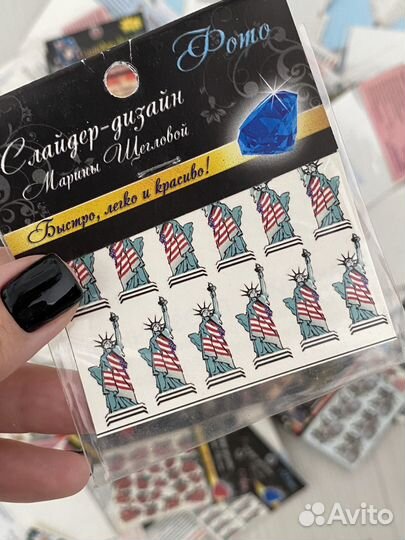 Фото
Слайдер-дизайн
Марины Щегловой
Быстро, легко и красиво!
Avito